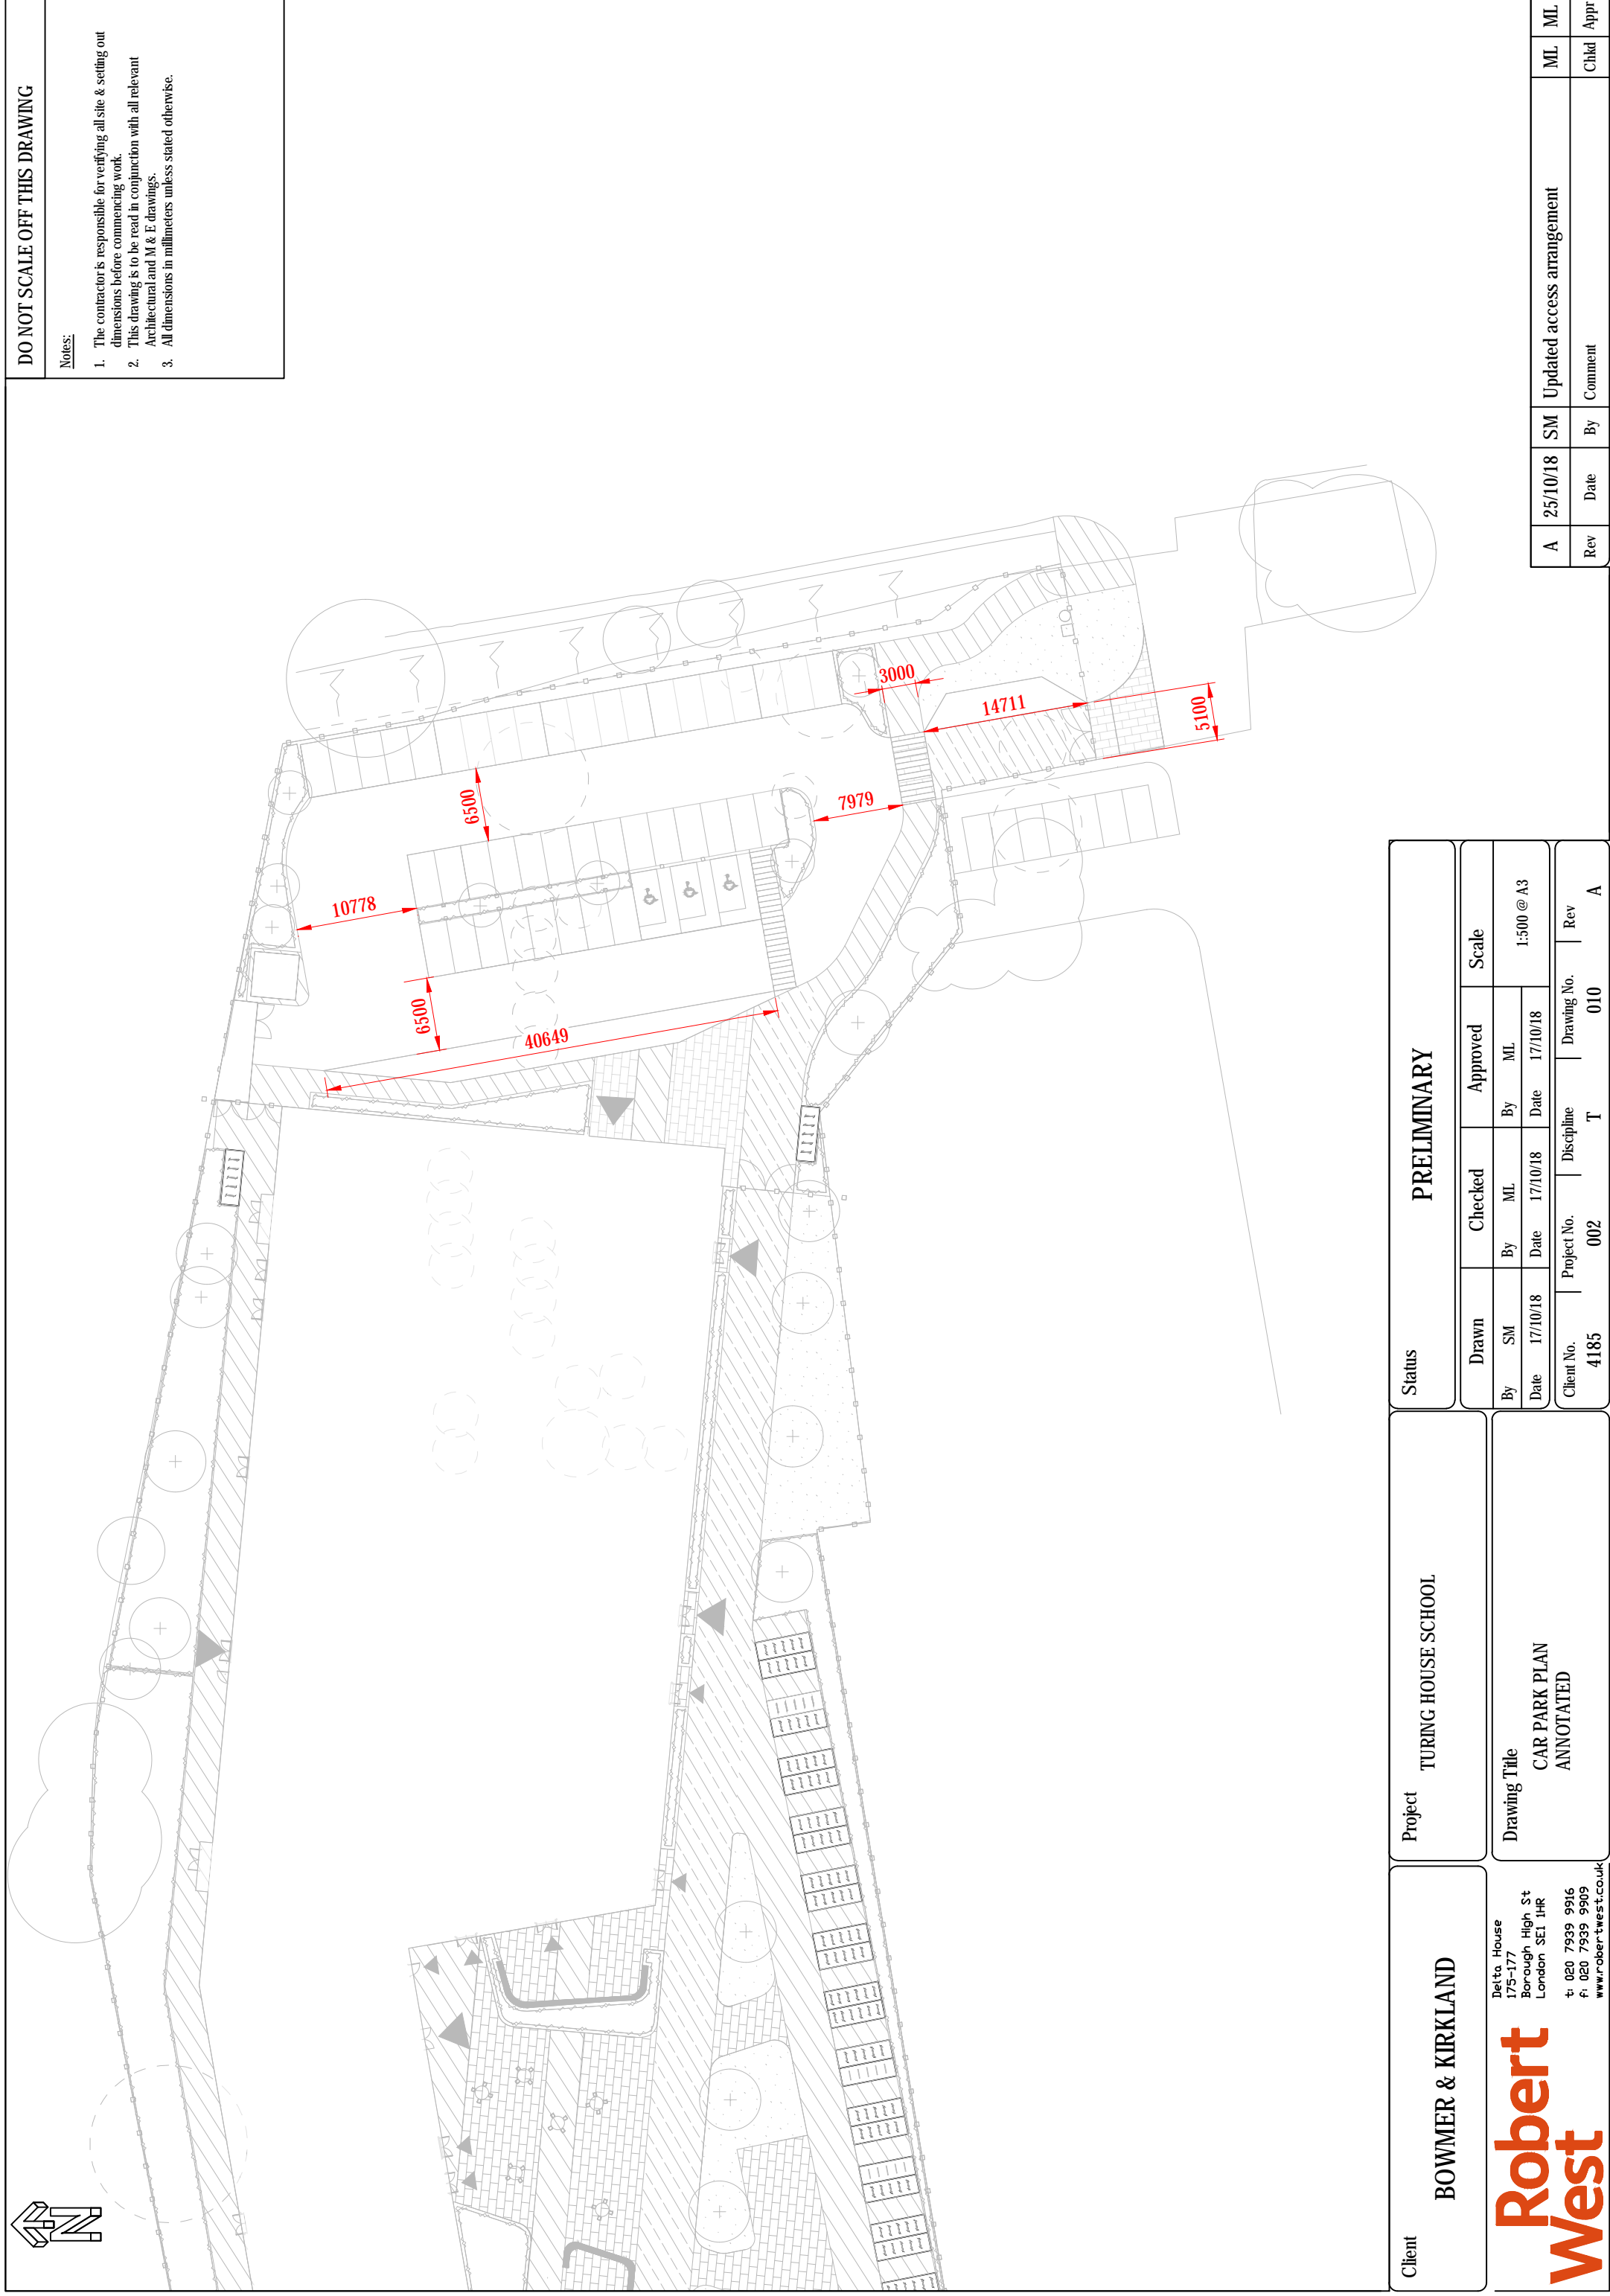 DO NOT SCALE OFF THIS DRAWING
Notes:
1. The contractor is responsible for verifying all site & setting out
dimensions before commencing work.
2. This drawing is to be read in conjunction with all relevant
Architectural and M & E drawings.
3. All dimensions in millimeters unless stated otherwise.
N
10778
6500
6500
40649
7979
3000
14711
5100
A 25/10/18 SM Updated access arrangement ML ML
Rev Date By Comment Chkd Appr
Client
BOWMER & KIRKLAND
Robert
West
Delta House
175-177
Borough High St
London SE1 1HR
t: 020 7939 9916
f: 020 7939 9909
www.robertwest.co.uk
Project
TURING HOUSE SCHOOL
Drawing Title
CAR PARK PLAN
ANNOTATED
Status
PRELIMINARY
Drawn Checked Approved Scale
By SM By ML By ML 1:500 @ A3
Date 17/10/18 Date 17/10/18 Date 17/10/18
Client No. Project No. Discipline Drawing No. Rev
4185 002 T 010 A